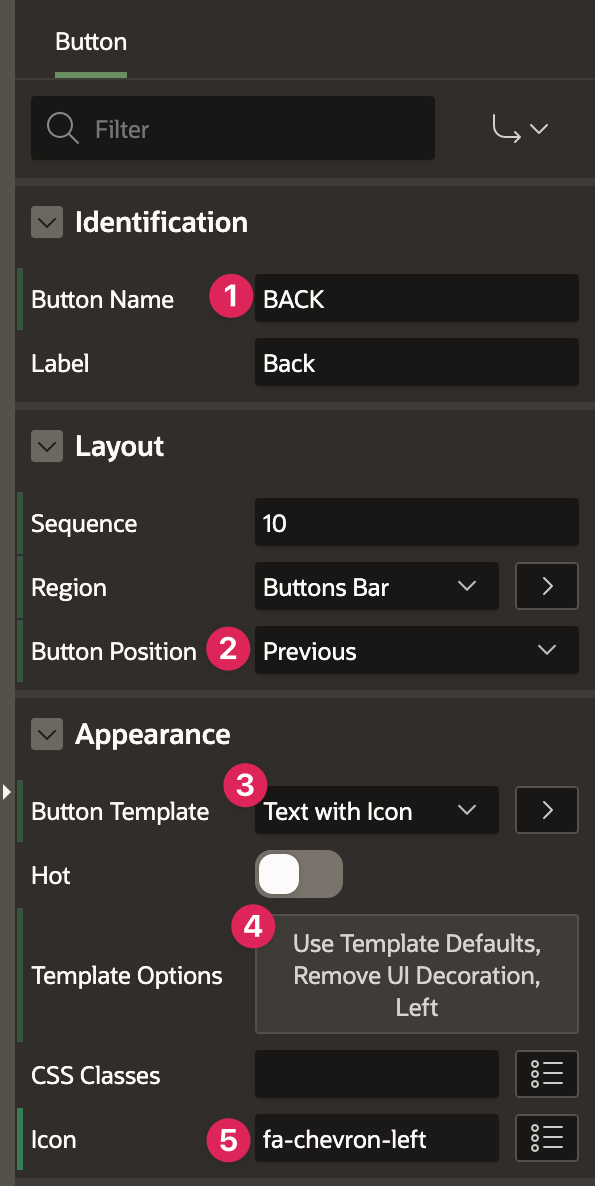 Button
Filter
Identification
Button Name 1 BACK
Label Back
Layout
Sequence 10
Region Buttons Bar
Button Position 2 Previous
Appearance
3
Button Template Text with Icon
Hot
4
Use Template Defaults,
Template Options Remove UI Decoration,
Left
CSS Classes
Icon 5 fa-chevron-left